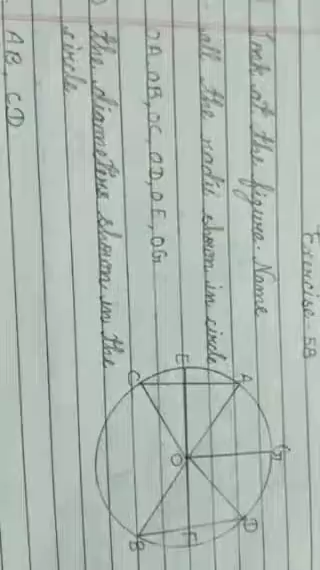 Exercise - 5B
Look at the figure. Name
all the radii shown in circle
OA, OB, OC, OD, OE, OG
the diameters shown in the
circle
AB, CD
G
A
D
E
O
F
C
B